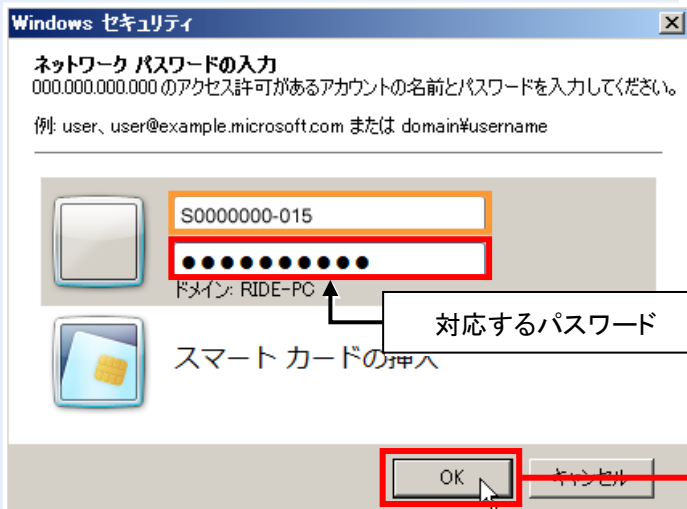 Windows セキュリティ
ネットワーク パスワードの入力
000.000.000.000 のアクセス許可があるアカウントの名前とパスワードを入力してください。
例: user、user@example.microsoft.com または domain¥username
S0000000-015
●●●●●●●●●●
ドメイン: RIDE-PC
対応するパスワード
スマート カードの挿入
OK
キャンセル